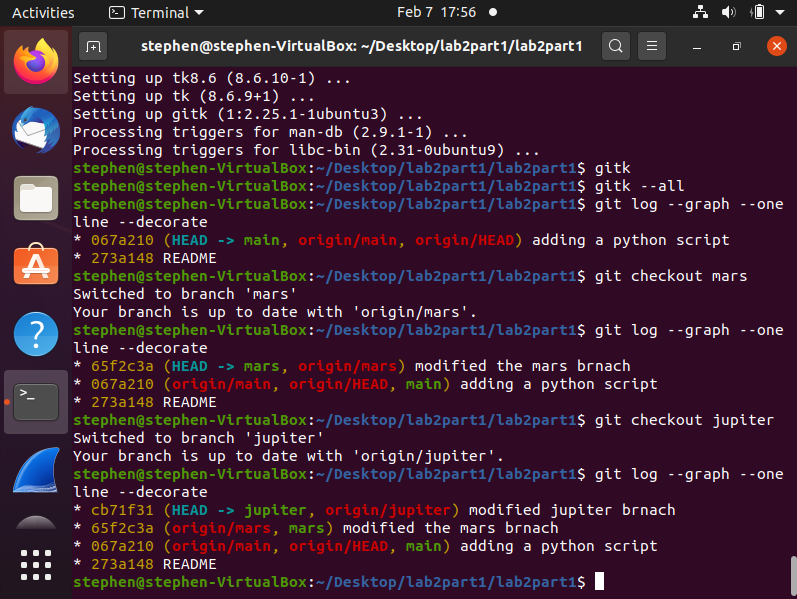 Activities Terminal Feb 7 17:56
stephen@stephen-VirtualBox: ~/Desktop/lab2part1/lab2part1
Setting up tk8.6 (8.6.10-1) ...
Setting up tk (8.6.9+1) ...
Setting up gitk (1:2.25.1-1ubuntu3) ...
Processing triggers for man-db (2.9.1-1) ...
Processing triggers for libc-bin (2.31-0ubuntu9) ...
stephen@stephen-VirtualBox:~/Desktop/lab2part1/lab2part1$ gitk
stephen@stephen-VirtualBox:~/Desktop/lab2part1/lab2part1$ gitk --all
stephen@stephen-VirtualBox:~/Desktop/lab2part1/lab2part1$ git log --graph --one
line --decorate
* 067a210 (HEAD -> main, origin/main, origin/HEAD) adding a python script
* 273a148 README
stephen@stephen-VirtualBox:~/Desktop/lab2part1/lab2part1$ git checkout mars
Switched to branch 'mars'
Your branch is up to date with 'origin/mars'.
stephen@stephen-VirtualBox:~/Desktop/lab2part1/lab2part1$ git log --graph --one
line --decorate
* 65f2c3a (HEAD -> mars, origin/mars) modified the mars brnach
* 067a210 (origin/main, origin/HEAD, main) adding a python script
* 273a148 README
stephen@stephen-VirtualBox:~/Desktop/lab2part1/lab2part1$ git checkout jupiter
Switched to branch 'jupiter'
Your branch is up to date with 'origin/jupiter'.
stephen@stephen-VirtualBox:~/Desktop/lab2part1/lab2part1$ git log --graph --one
line --decorate
* cb71f31 (HEAD -> jupiter, origin/jupiter) modified jupiter brnach
* 65f2c3a (origin/mars, mars) modified the mars brnach
* 067a210 (origin/main, origin/HEAD, main) adding a python script
* 273a148 README
stephen@stephen-VirtualBox:~/Desktop/lab2part1/lab2part1$